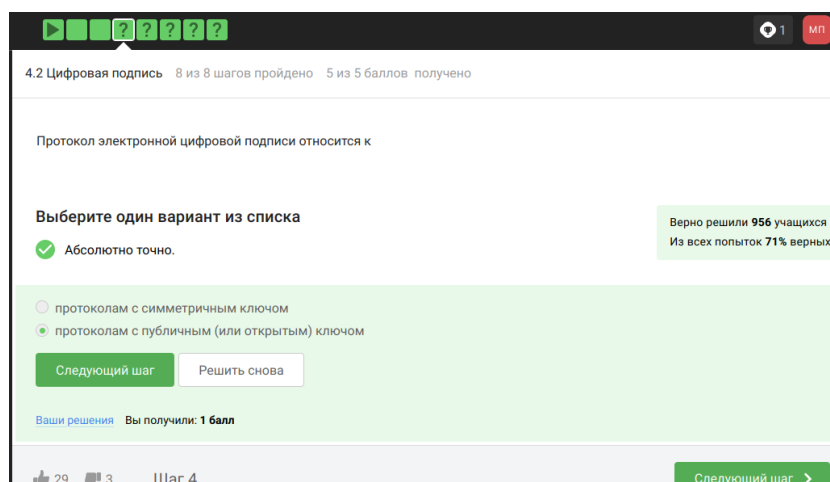 ? ? ? ? ?
1
МП
4.2 Цифровая подпись 8 из 8 шагов пройдено 5 из 5 баллов получено
Протокол электронной цифровой подписи относится к
Выберите один вариант из списка
Абсолютно точно.
Верно решили 956 учащихся
Из всех попыток 71% верных
протоколам с симметричным ключом
протоколам с публичным (или открытым) ключом
Следующий шаг Решить снова
Ваши решения Вы получили: 1 балл
29 3 Шаг 4 Следующий шаг